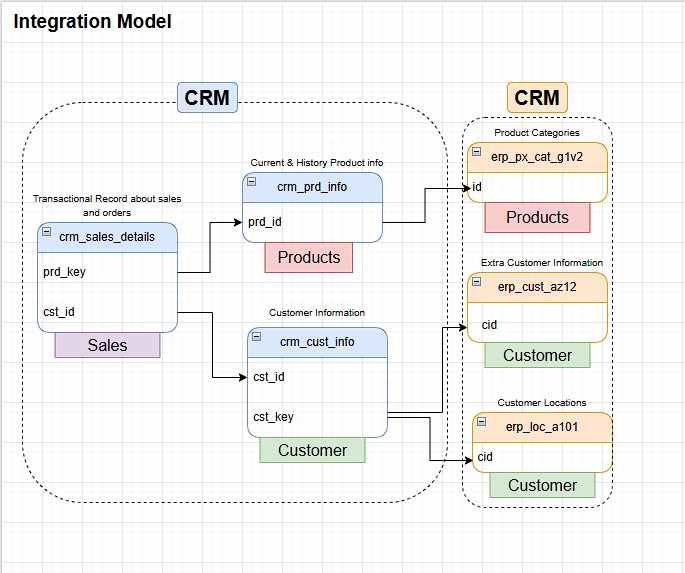 Integration Model
CRM
CRM
Product Categories
erp_px_cat_g1v2
id
Products
Current & History Product info
crm_prd_info
prd_id
Products
Transactional Record about sales
and orders
crm_sales_details
prd_key
cst_id
Sales
Extra Customer Information
erp_cust_az12
cid
Customer
Customer Information
crm_cust_info
cst_id
cst_key
Customer
Customer Locations
erp_loc_a101
cid
Customer